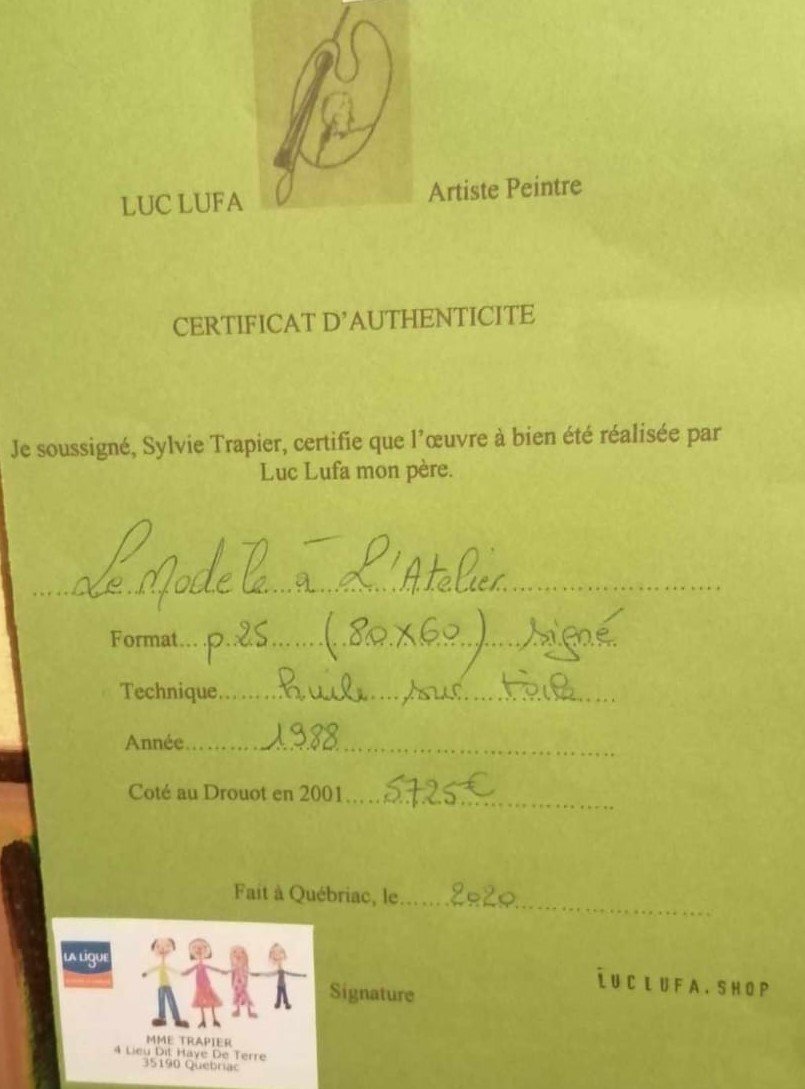 LUC LUFA Artiste Peintre
CERTIFICAT D'AUTHENTICITE
Je soussigné, Sylvie Trapier, certifie que l'œuvre à bien été réalisée par
Luc Lufa mon père.
Le Modèle à L'Atelier
Format... p.25 (80x60) signé
Technique....... huile sur toile
Année.......... 1988
Coté au Drouot en 2001..... 5725€
Fait à Québriac, le...... 2020
LA LIGUE
Signature
LUCLUFA.SHOP
MME TRAPIER
4 Lieu Dit Haye De Terre
35190 Quebriac